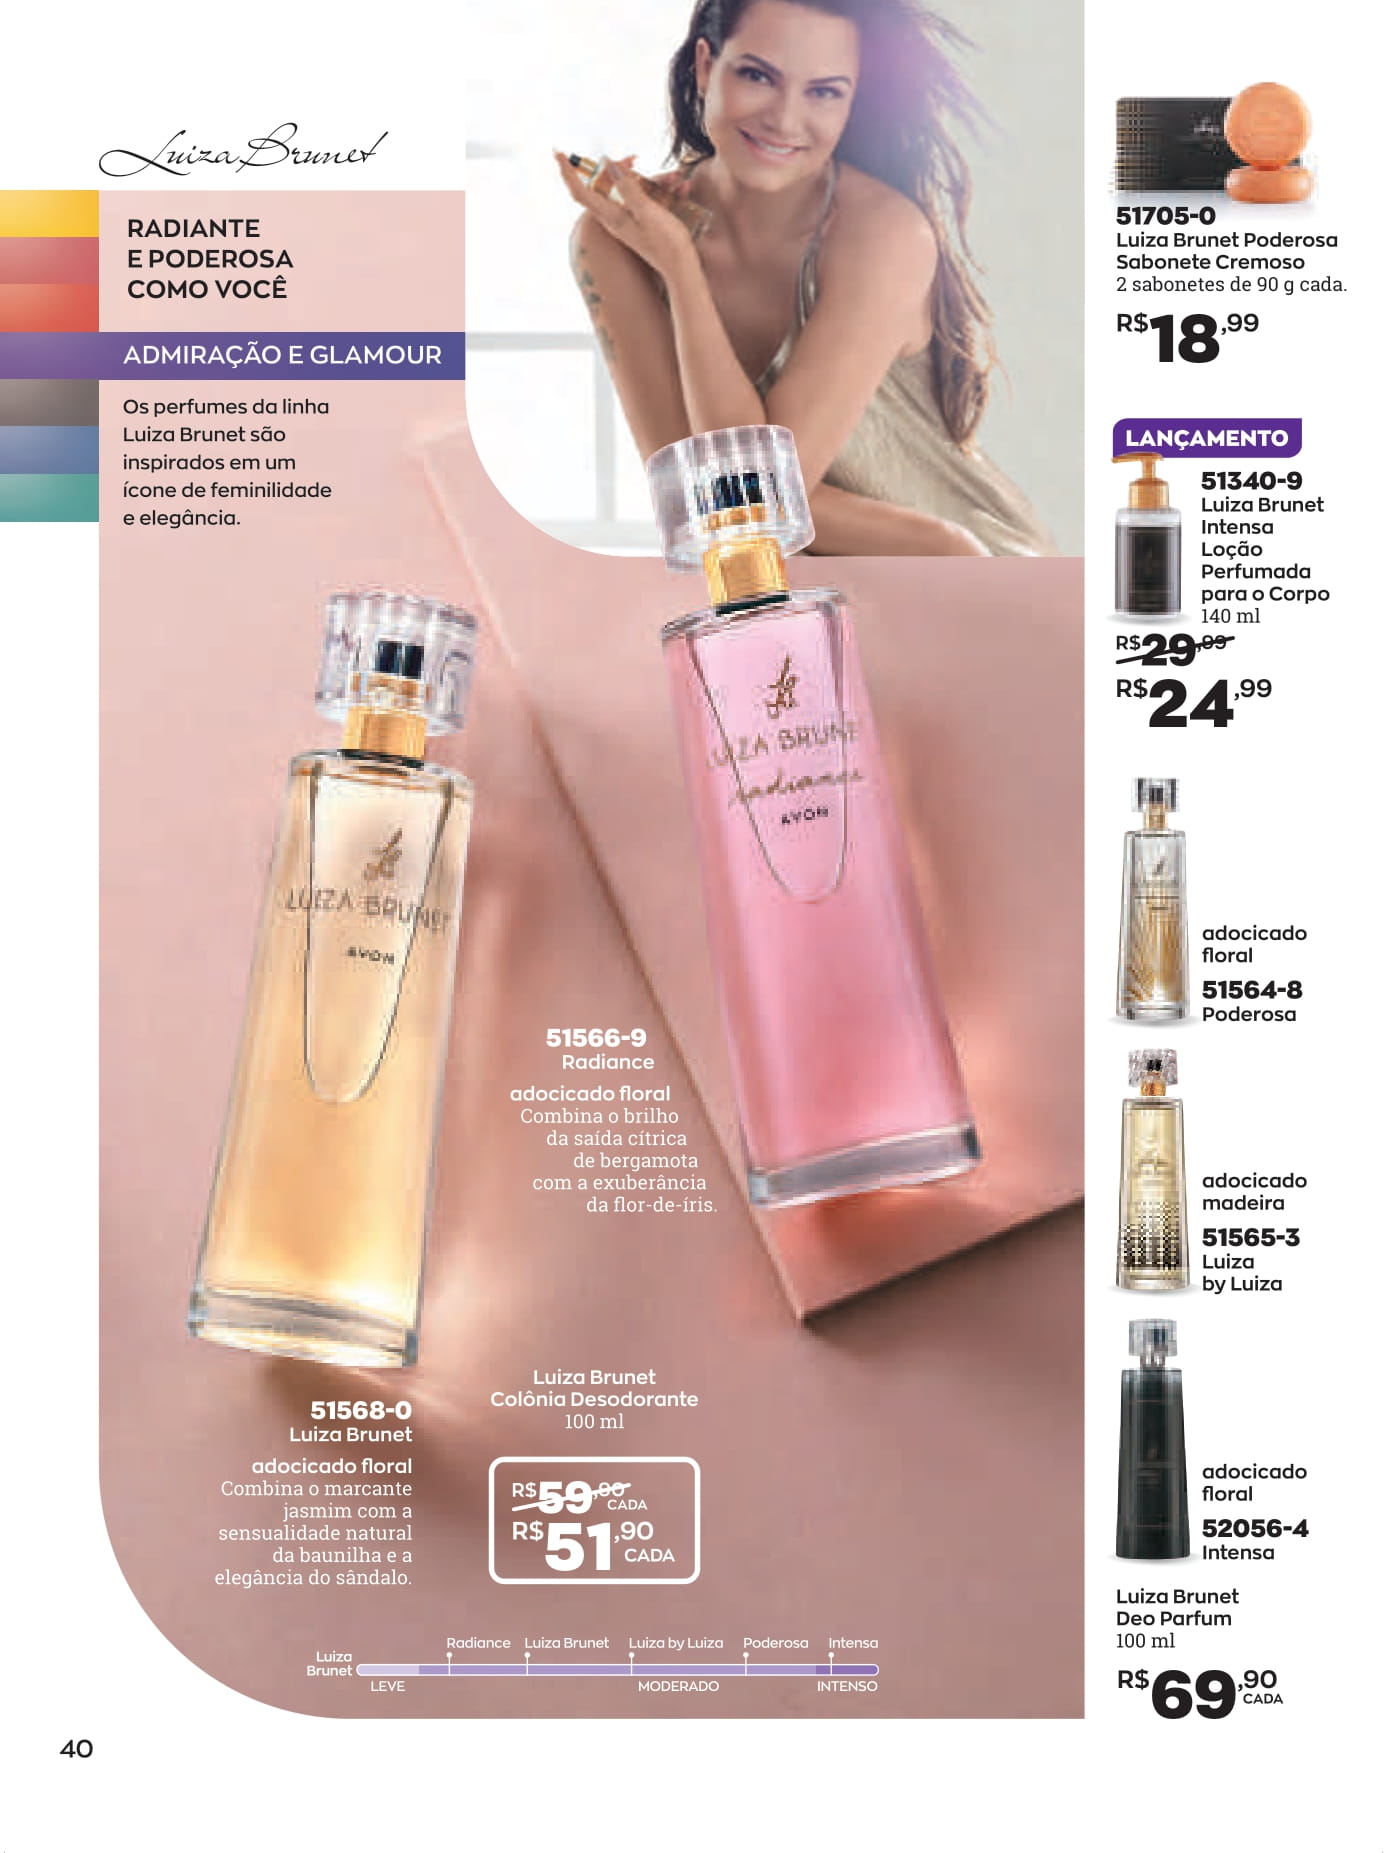 Luiza Brunet
RADIANTE
E PODEROSA
COMO VOCÊ
ADMIRAÇÃO E GLAMOUR
Os perfumes da linha
Luiza Brunet são
inspirados em um
ícone de feminilidade
e elegância.
LUIZA BRUNET
AVON
LUIZA BRUNET
radiance
AVON
51566-9
Radiance
adocicado floral
Combina o brilho
da saída cítrica
de bergamota
com a exuberância
da flor-de-íris.
51568-0
Luiza Brunet
adocicado floral
Combina o marcante
jasmim com a
sensualidade natural
da baunilha e a
elegância do sândalo.
Luiza Brunet
Colônia Desodorante
100 ml
R$59,90
CADA
R$51,90
CADA
Radiance Luiza Brunet Luiza by Luiza Poderosa Intensa
Luiza
Brunet
LEVE MODERADO INTENSO
51705-0
Luiza Brunet Poderosa
Sabonete Cremoso
2 sabonetes de 90 g cada.
R$18,99
LANÇAMENTO
51340-9
Luiza Brunet
Intensa
Loção
Perfumada
para o Corpo
140 ml
R$29,99
R$24,99
adocicado
floral
51564-8
Poderosa
adocicado
madeira
51565-3
Luiza
by Luiza
adocicado
floral
52056-4
Intensa
Luiza Brunet
Deo Parfum
100 ml
R$69,90
CADA
40